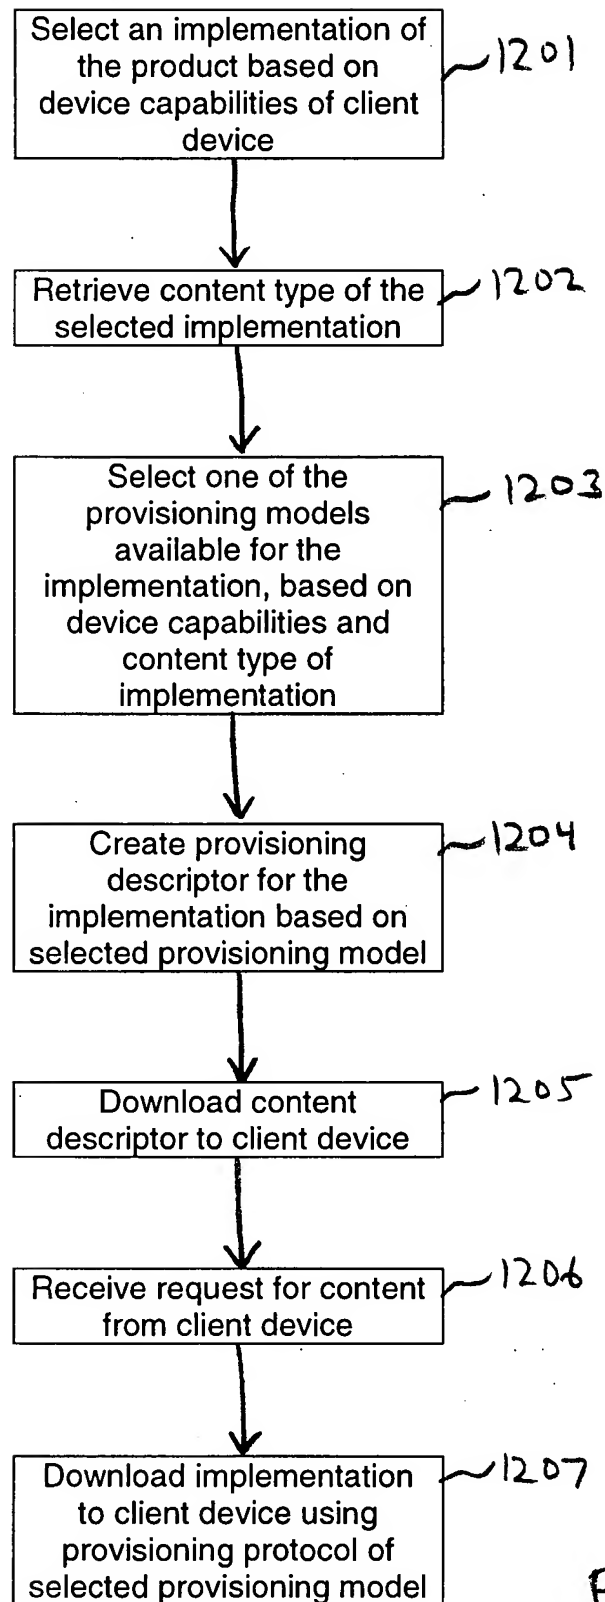 Select an implementation of
the product based on
device capabilities of client
device
1201
Retrieve content type of the
selected implementation
1202
Select one of the
provisioning models
available for the
implementation, based on
device capabilities and
content type of
implementation
1203
Create provisioning
descriptor for the
implementation based on
selected provisioning model
1204
Download content
descriptor to client device
1205
Receive request for content
from client device
1206
Download implementation
to client device using
provisioning protocol of
selected provisioning model
1207